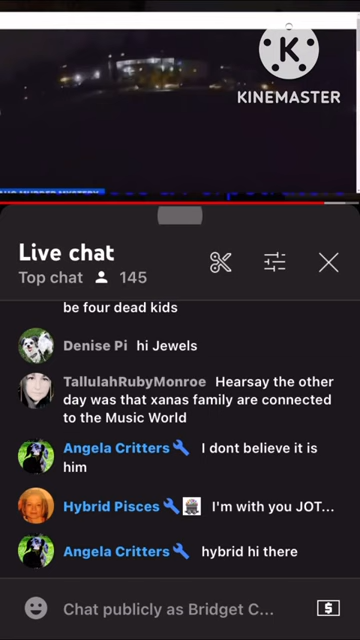 K
KINEMASTER
Live chat
Top chat 145
be four dead kids
Denise Pi hi Jewels
TallulahRubyMonroe Hearsay the other
day was that xanas family are connected
to the Music World
Angela Critters I dont believe it is
him
Hybrid Pisces I'm with you JOT...
Angela Critters hybrid hi there
Chat publicly as Bridget C...
$